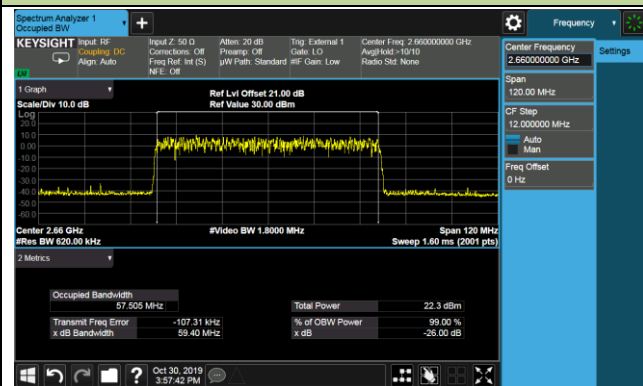 Spectrum Analyzer 1
Occupied BW
Frequency
KEYSIGHT
Input: RF
Coupling: DC
Align: Auto
Input Z: 50 Ω
Corrections: Off
Freq Ref: Int (S)
NFE: Off
Atten: 20 dB
Preamp: Off
µW Path: Standard
Trig: External 1
Gate: LO
#IF Gain: Low
Center Freq: 2.660000000 GHz
Avg|Hold:>10/10
Radio Std: None
1 Graph
Scale/Div 10.0 dB
Ref Lvl Offset 21.00 dB
Ref Value 30.00 dBm
Log
20.0
10.0
0.00
-10.0
-20.0
-30.0
-40.0
-50.0
-60.0
Center 2.66 GHz
#Res BW 620.00 kHz
#Video BW 1.8000 MHz
Span 120 MHz
Sweep 1.60 ms (2001 pts)
2 Metrics
Occupied Bandwidth
57.505 MHz
Total Power 22.3 dBm
Transmit Freq Error -107.31 kHz
% of OBW Power 99.00 %
x dB Bandwidth 59.40 MHz
x dB -26.00 dB
Center Frequency
2.660000000 GHz
Settings
Span
120.00 MHz
CF Step
12.000000 MHz
Auto
Man
Freq Offset
0 Hz
Oct 30, 2019
3:57:42 PM